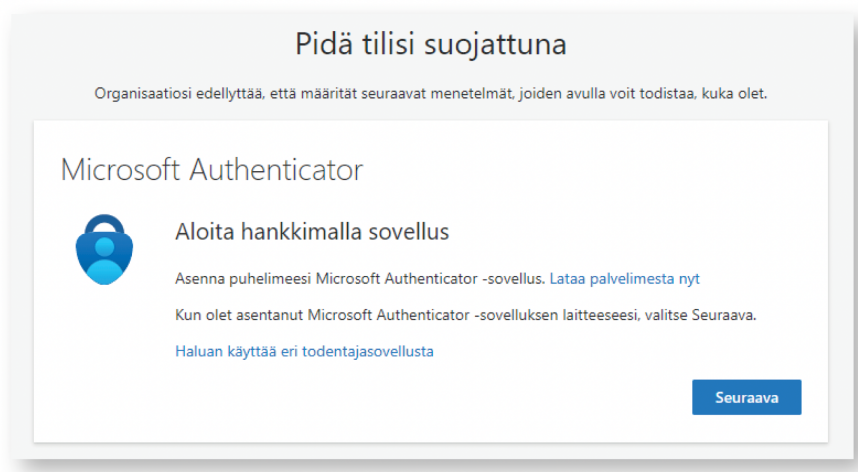 Pidä tilisi suojattuna
Organisaatiosi edellyttää, että määrität seuraavat menetelmät, joiden avulla voit todistaa, kuka olet.
Microsoft Authenticator
Aloita hankkimalla sovellus
Asenna puhelimeesi Microsoft Authenticator -sovellus. Lataa palvelimesta nyt
Kun olet asentanut Microsoft Authenticator -sovelluksen laitteeseesi, valitse Seuraava.
Haluan käyttää eri todentajasovellusta
Seuraava